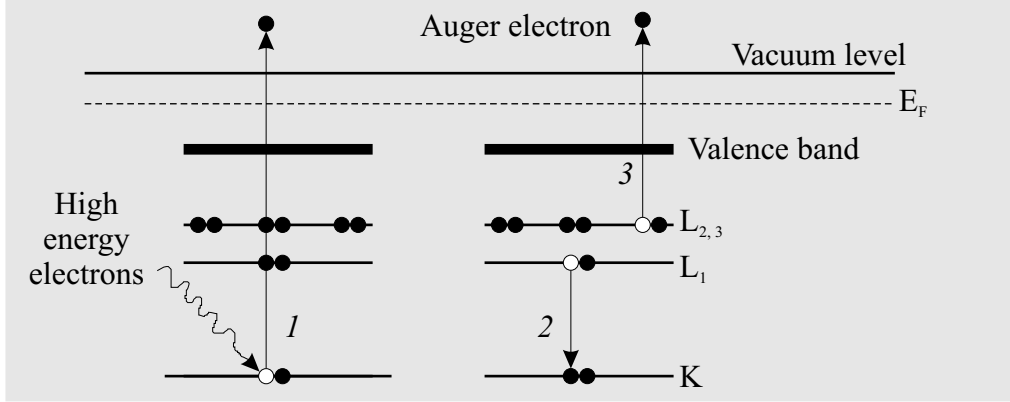 Auger electron
Vacuum level
E_F
Valence band
3
High
energy
electrons
L_2, 3
L_1
1
2
K